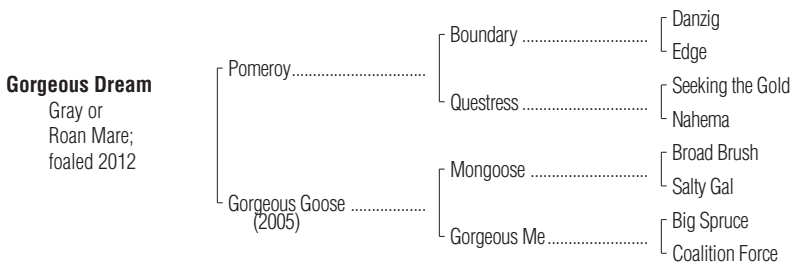 Gorgeous Dream
Gray or
Roan Mare;
foaled 2012
Pomeroy..............................
Gorgeous Goose .................
(2005)
Boundary ............................
Questress ............................
Mongoose ..........................
Gorgeous Me......................
Danzig
Edge
Seeking the Gold
Nahema
Broad Brush
Salty Gal
Big Spruce
Coalition Force